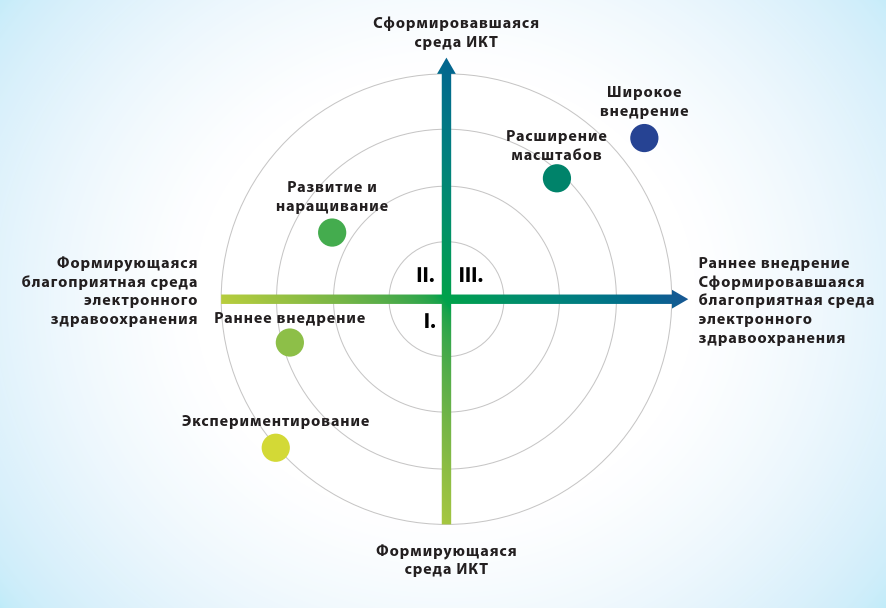 Сформировавшаяся
среда ИКТ
Широкое
внедрение
Расширение
масштабов
Развитие и
наращивание
Формирующаяся
благоприятная среда
электронного
здравоохранения
II.
III.
Раннее внедрение
Сформировавшаяся
благоприятная среда
электронного
здравоохранения
Раннее внедрение
I.
Экспериментирование
Формирующаяся
среда ИКТ